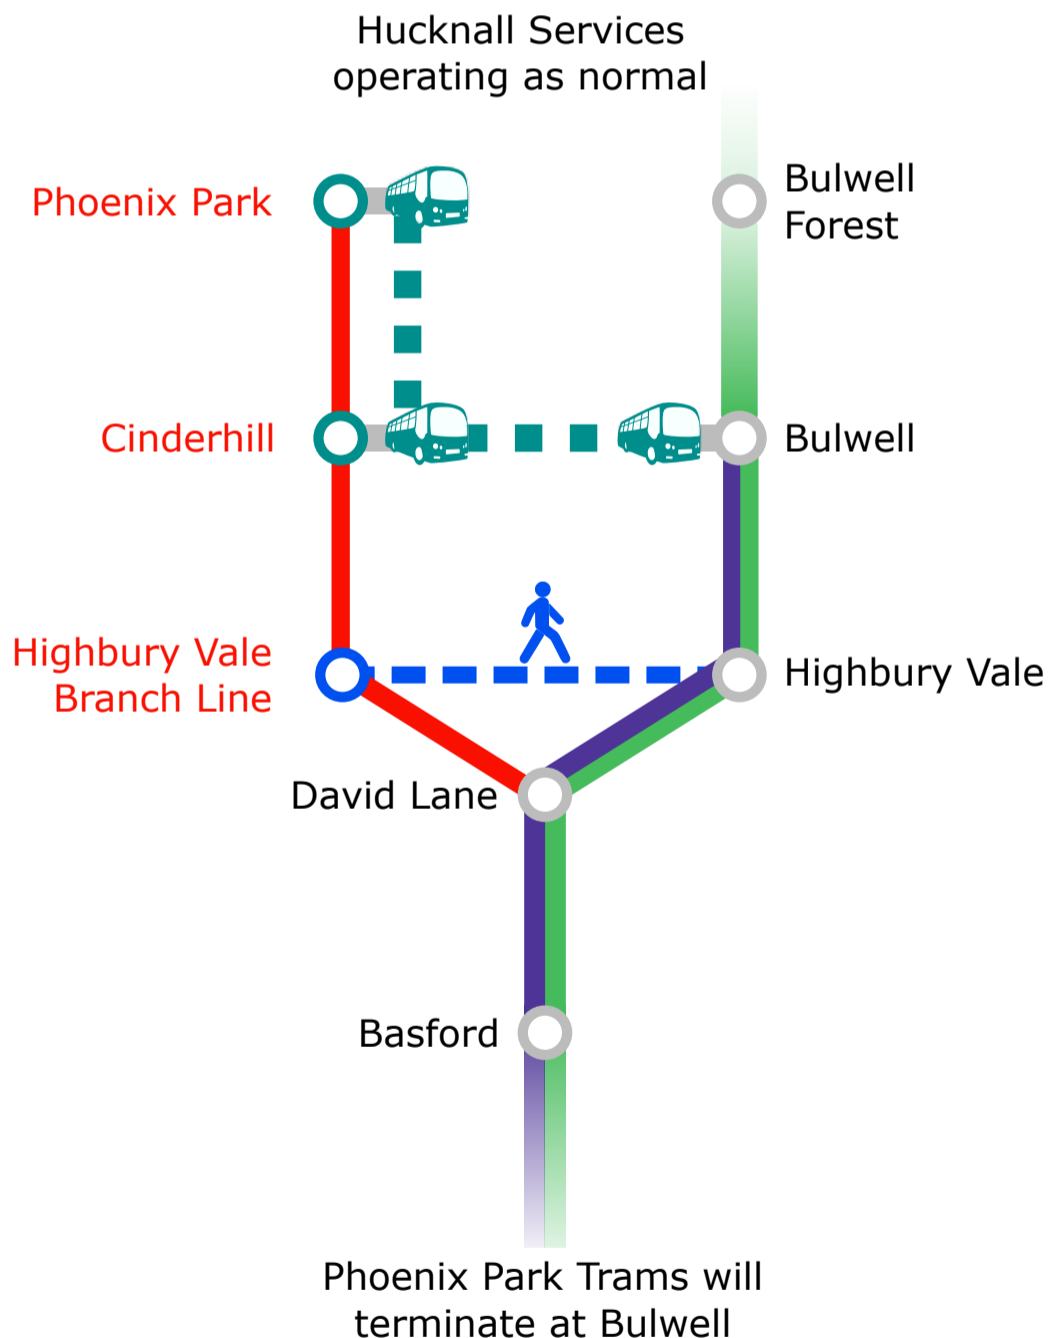 Hucknall Services
operating as normal
Phoenix Park
Bulwell
Forest
Cinderhill
Bulwell
Highbury Vale
Branch Line
Highbury Vale
David Lane
Basford
Phoenix Park Trams will
terminate at Bulwell